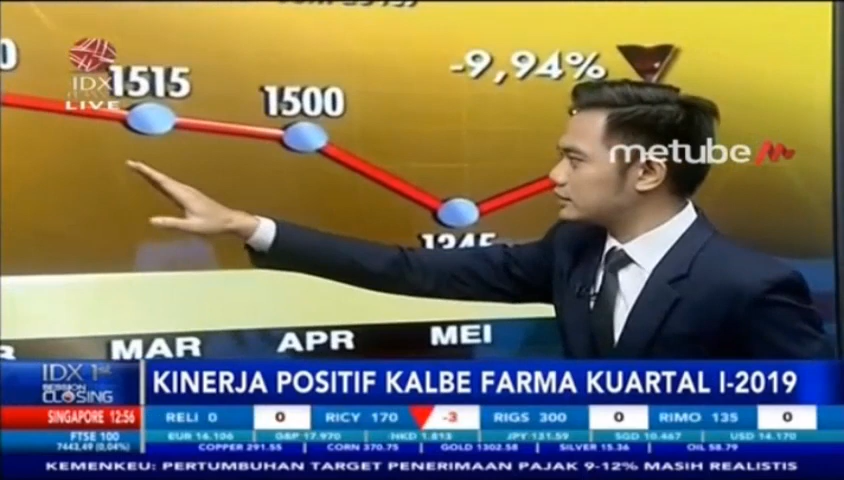 IDX
LIVE
1515
1500
-9,94%
metube
1345
MAR
APR
MEI
IDX 1st
SESSION
CLOSING
KINERJA POSITIF KALBE FARMA KUARTAL I-2019
SINGAPORE 12:56
RELI 0 0 RICY 170 -3 RIGS 300 0 RIMO 135 0
FTSE 100
7443,49 (0,04%)
EUR 16.106 GBP 17.970 HKD 1.813 JPY 131.59 SGD 10.467 USD 14.170
COPPER 291.55 CORN 370.75 GOLD 1302.58 SILVER 15.36 OIL 58.79
KEMENKEU: PERTUMBUHAN TARGET PENERIMAAN PAJAK 9-12% MASIH REALISTIS